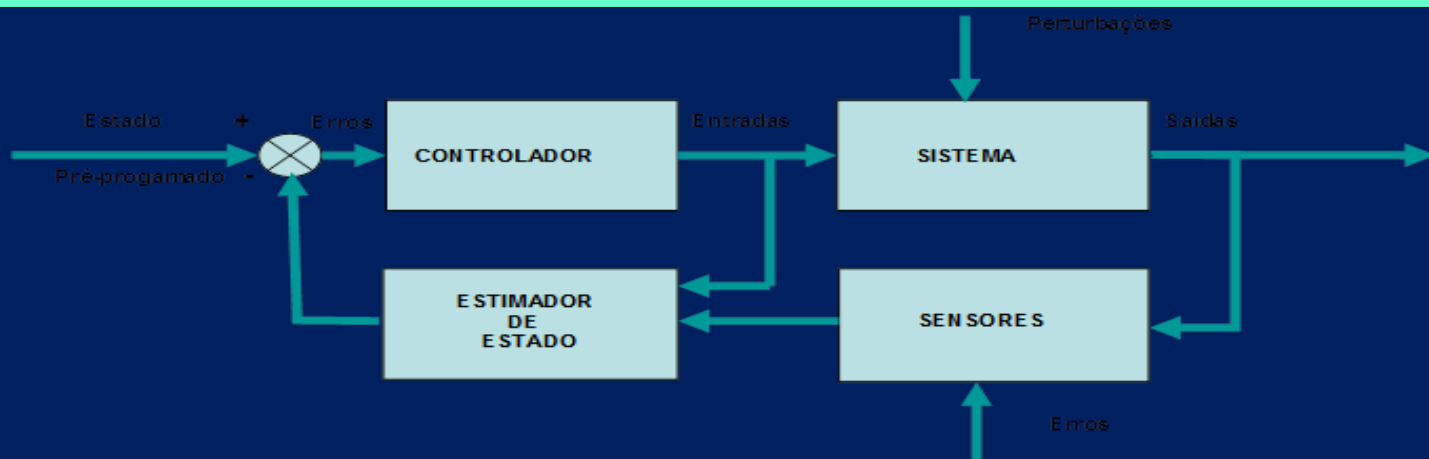 Perturbações
Estado
+
Erros
CONTROLADOR
Entradas
SISTEMA
Saídas
Pré-progamado -
ESTIMADOR
DE
ESTADO
SENSORES
Erros